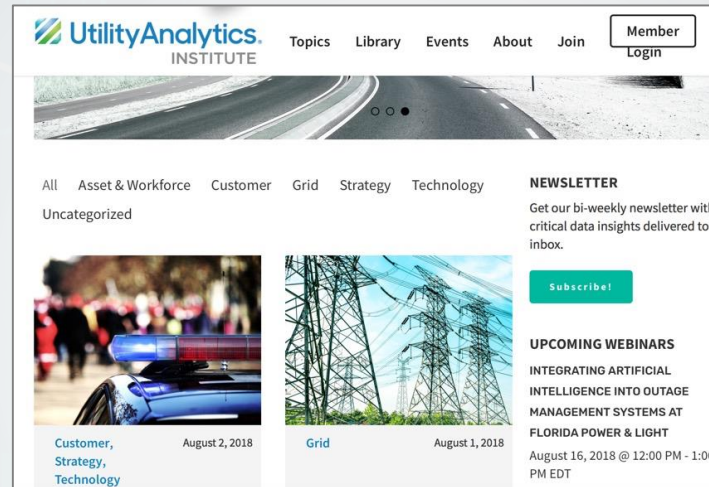 UtilityAnalytics.
INSTITUTE
Topics Library Events About Join
Member
Login
All Asset & Workforce Customer Grid Strategy Technology
Uncategorized
Customer,
Strategy,
Technology
August 2, 2018
Grid
August 1, 2018
NEWSLETTER
Get our bi-weekly newsletter with
critical data insights delivered to
inbox.
Subscribe!
UPCOMING WEBINARS
INTEGRATING ARTIFICIAL
INTELLIGENCE INTO OUTAGE
MANAGEMENT SYSTEMS AT
FLORIDA POWER & LIGHT
August 16, 2018 @ 12:00 PM - 1:00
PM EDT